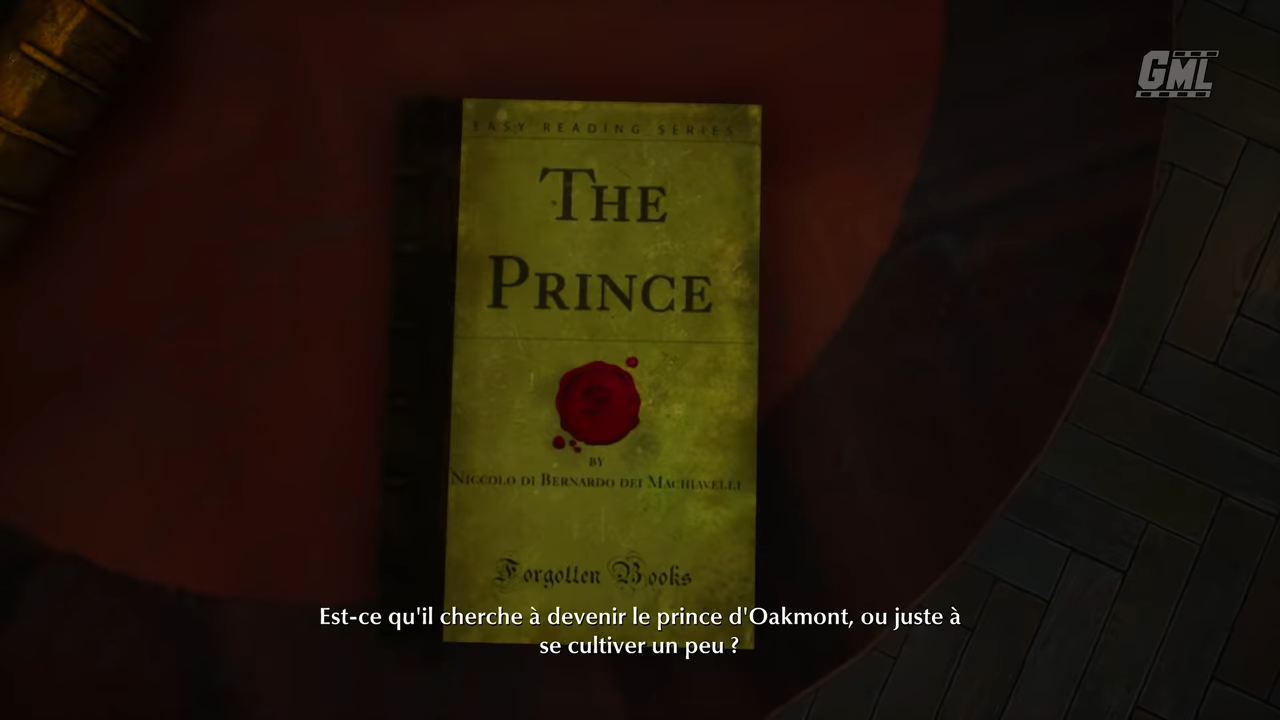 GML
EASY READING SERIES
THE
PRINCE
BY
NICCOLO DI BERNARDO DEI MACHIAVELLI
Forgotten Books
Est-ce qu'il cherche à devenir le prince d'Oakmont, ou juste à
se cultiver un peu ?